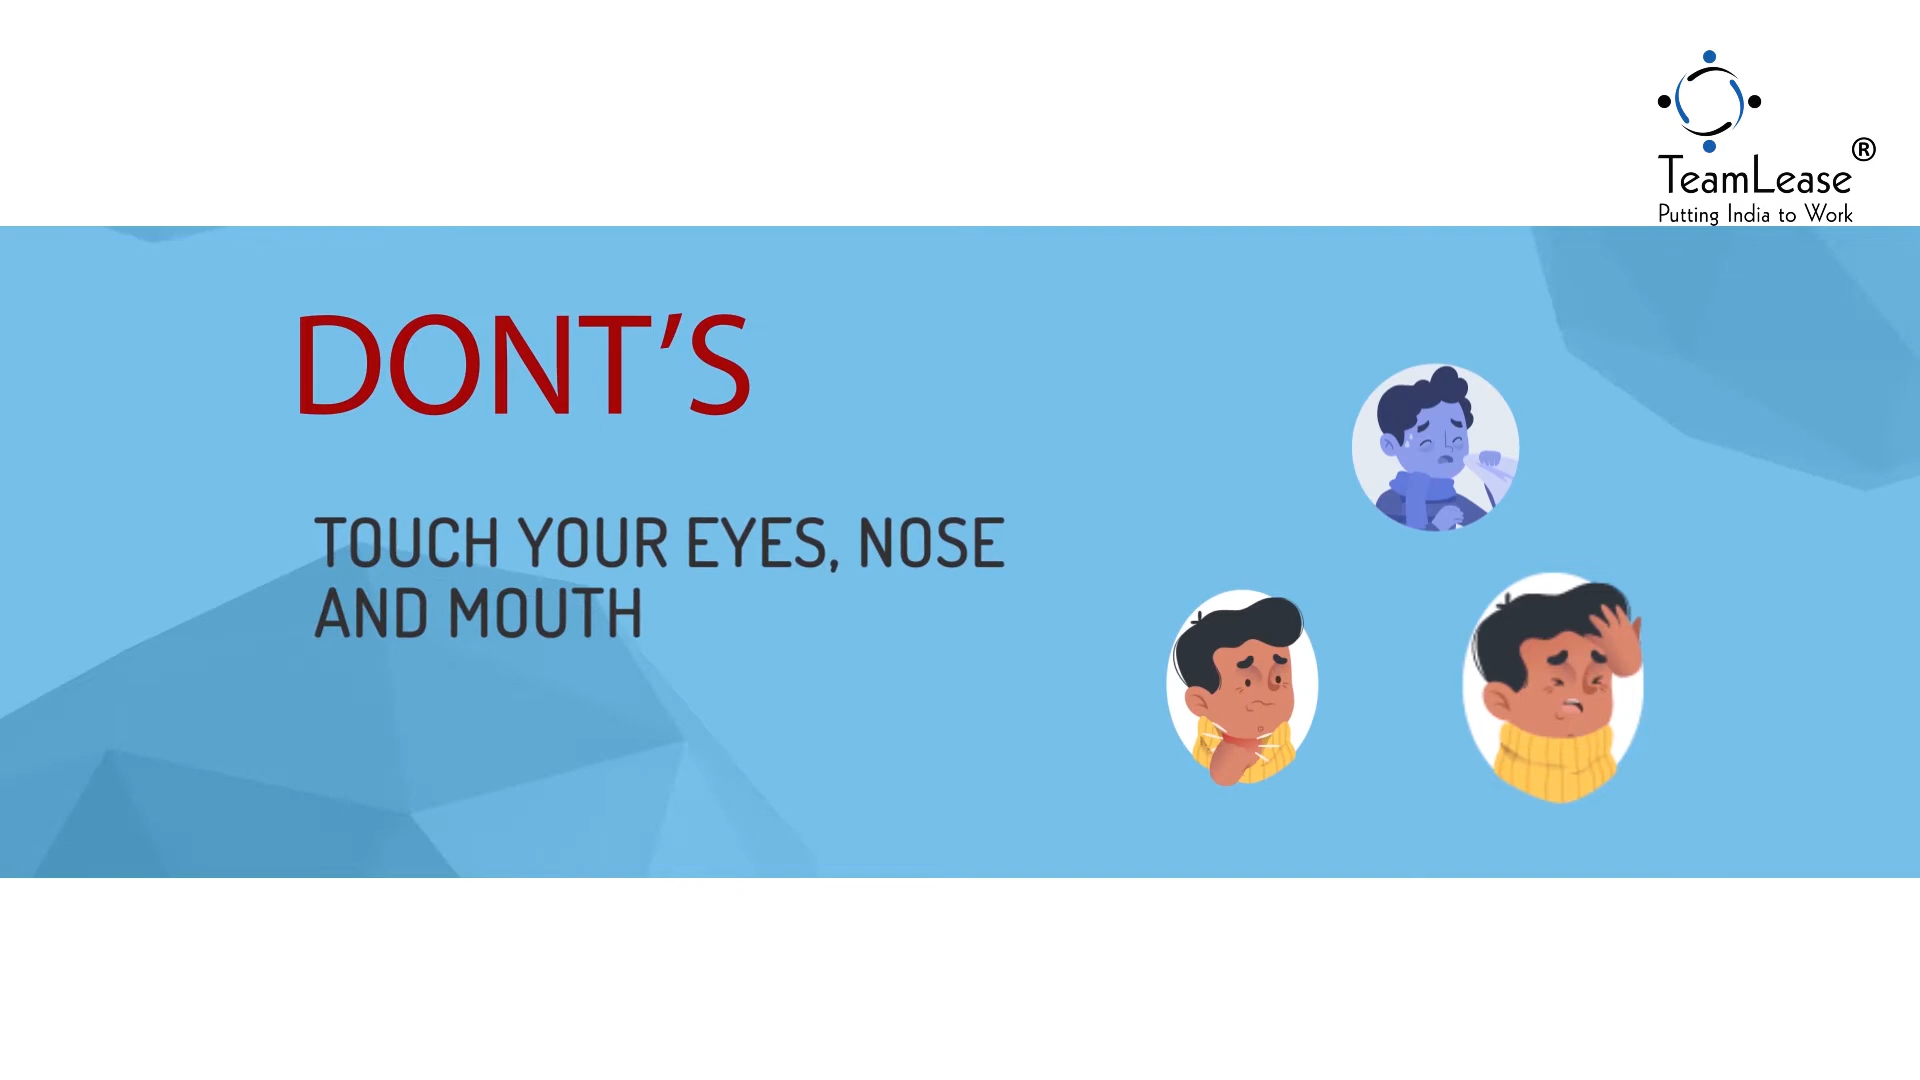 ®
TeamLease
Putting India to Work
DONT'S
TOUCH YOUR EYES, NOSE
AND MOUTH